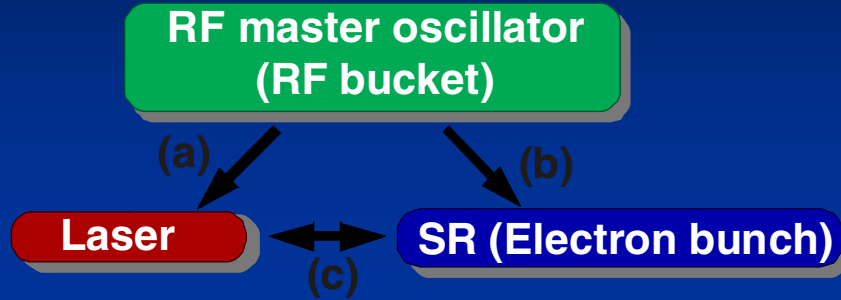 RF master oscillator
(RF bucket)
(a)
(b)
Laser
SR (Electron bunch)
(c)